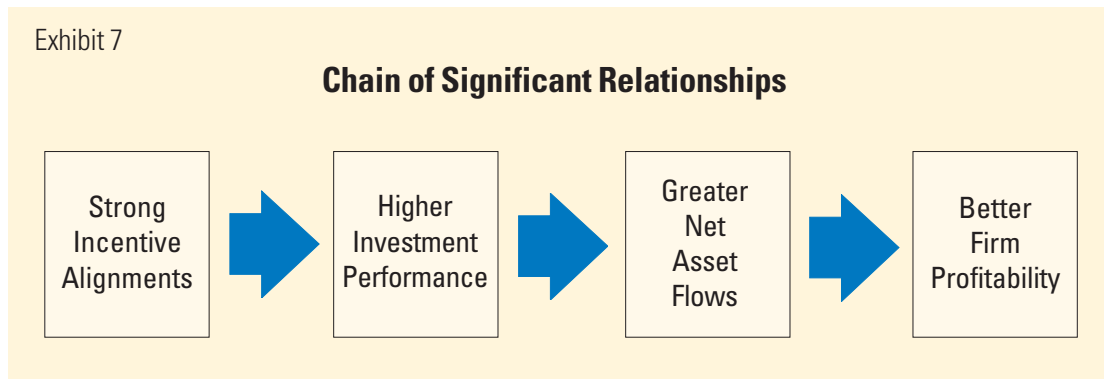 Exhibit 7
Chain of Significant Relationships
Strong
Incentive
Alignments
Higher
Investment
Performance
Greater
Net
Asset
Flows
Better
Firm
Profitability